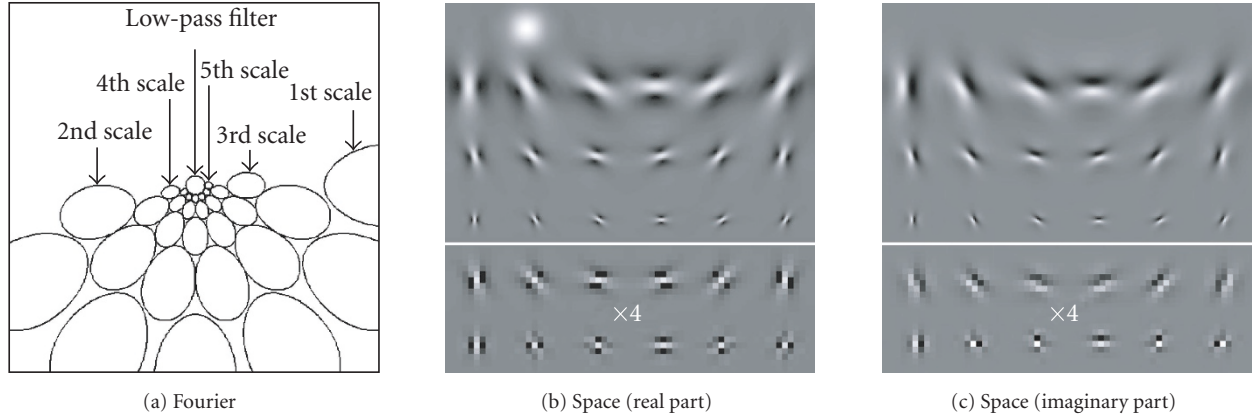 Low-pass filter
5th scale
4th scale
1st scale
2nd scale
3rd scale
×4
×4
(a) Fourier
(b) Space (real part)
(c) Space (imaginary part)